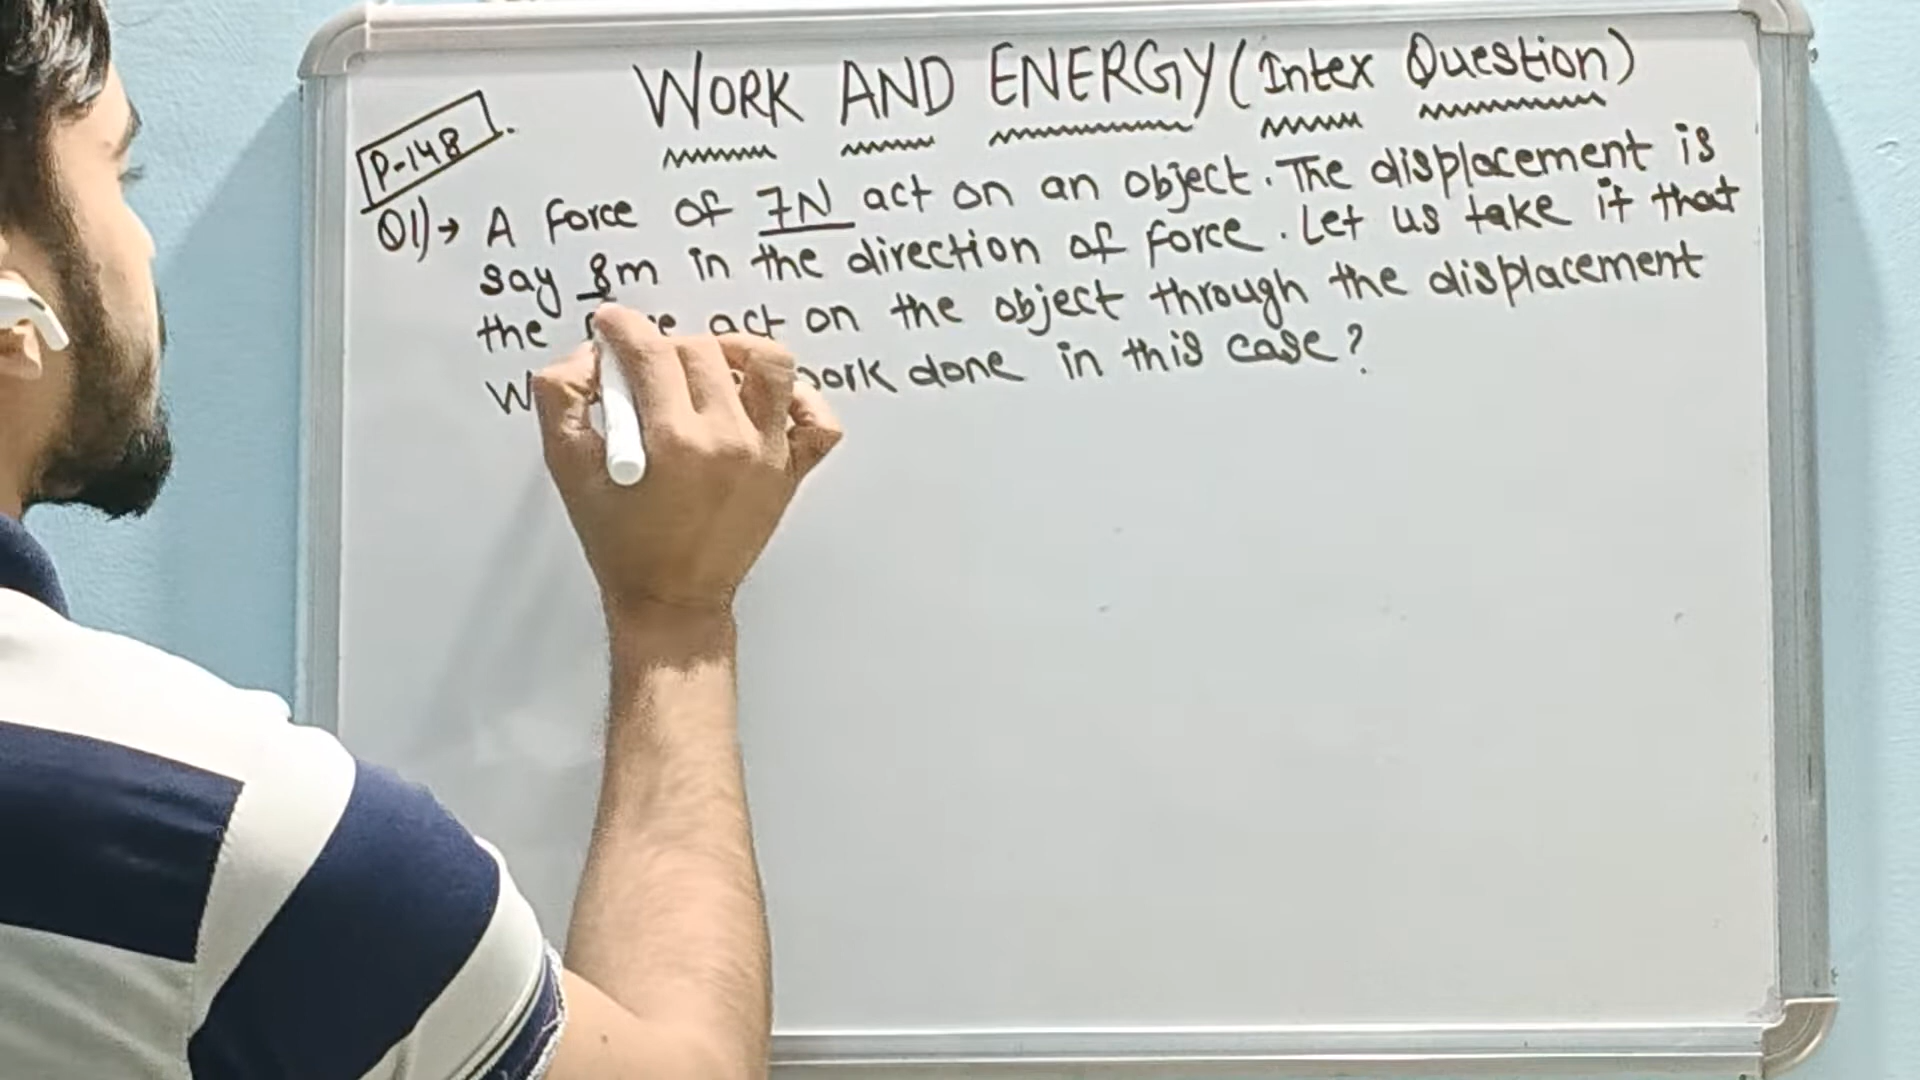 WORK AND ENERGY (Intex Question)
P-148
Q1)→ A force of 7N act on an object. The displacement is
say 8m in the direction of force. Let us take it that
the act on the object through the displacement
done in this case?